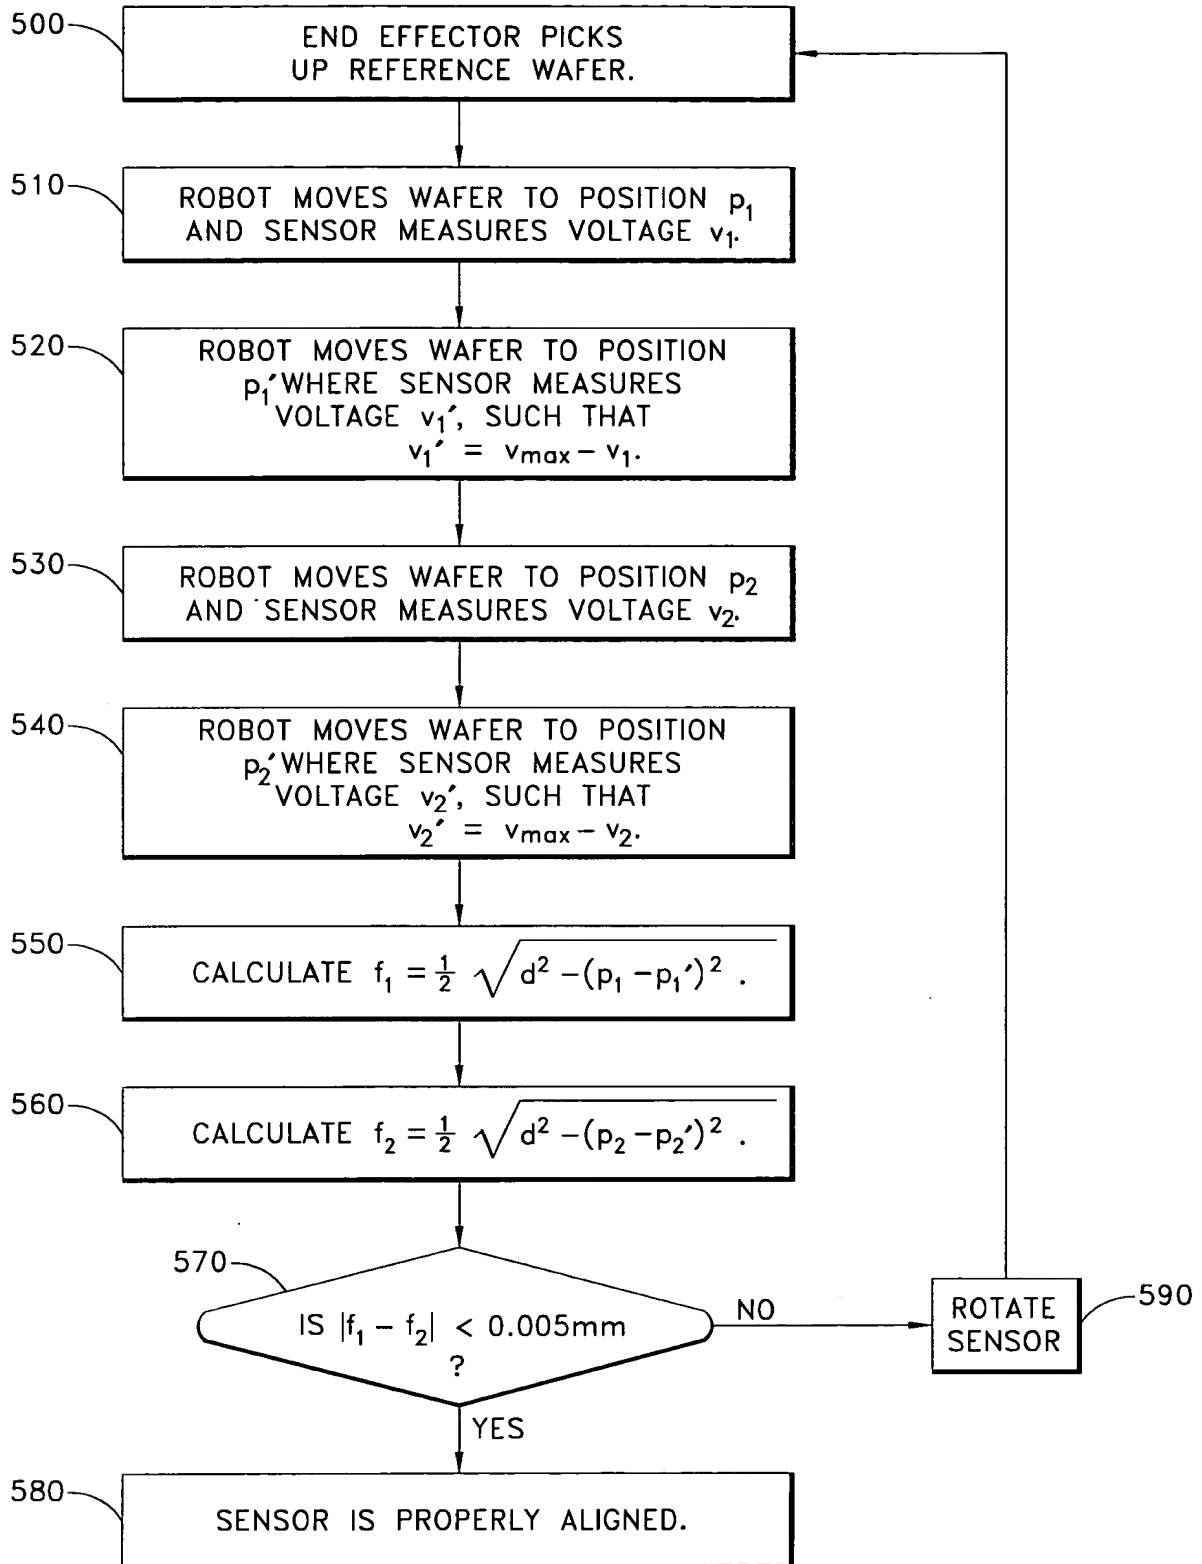 500
END EFFECTOR PICKS
UP REFERENCE WAFER.
510
ROBOT MOVES WAFER TO POSITION p₁
AND SENSOR MEASURES VOLTAGE v₁.
520
ROBOT MOVES WAFER TO POSITION
p₁′ WHERE SENSOR MEASURES
VOLTAGE v₁′, SUCH THAT
v₁′ = vmax − v₁.
530
ROBOT MOVES WAFER TO POSITION p₂
AND SENSOR MEASURES VOLTAGE v₂.
540
ROBOT MOVES WAFER TO POSITION
p₂′ WHERE SENSOR MEASURES
VOLTAGE v₂′, SUCH THAT
v₂′ = vmax − v₂.
550
CALCULATE f₁ = ½ √(d² − (p₁ − p₁′)²) .
560
CALCULATE f₂ = ½ √(d² − (p₂ − p₂′)²) .
570
IS |f₁ − f₂| < 0.005mm
?
NO
ROTATE
SENSOR
590
YES
580
SENSOR IS PROPERLY ALIGNED.